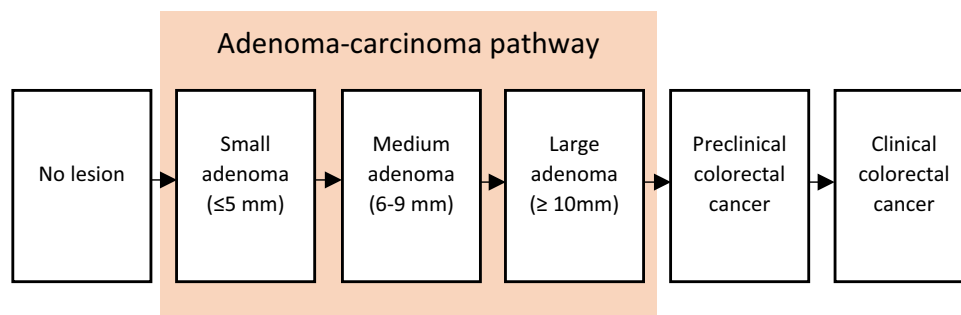 Adenoma-carcinoma pathway
No lesion
Small
adenoma
(≤5 mm)
Medium
adenoma
(6-9 mm)
Large
adenoma
(≥ 10mm)
Preclinical
colorectal
cancer
Clinical
colorectal
cancer